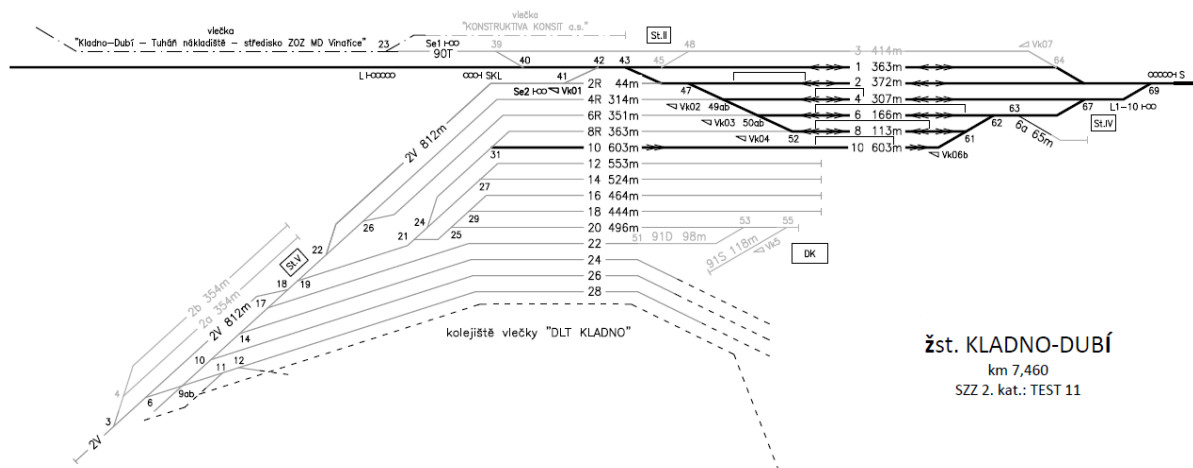 vlečka
"KONSTRUKTIVA KONSIT a.s."
vlečka
"Kladno-Dubí - Tuháň nákladiště - středisko ZOZ MD Vinařice"
23
Se1
90T
39
St.II
48
3 414m
Vk07
40
42
43
45
1 363m
64
L
SKL
41
Se2
Vk01
2R 44m
47
2 372m
69
S
4R 314m
Vk02
49ab
4 307m
67
L1-10
6R 351m
Vk03
50ab
6 166m
63
62
6a 65m
St.IV
8R 363m
Vk04
52
8 113m
61
2V 812m
31
10 603m
10 603m
Vk06b
12 553m
27
14 524m
16 464m
26
24
29
18 444m
21
25
20 496m
53
55
22
22
51
91D 98m
91S 118m
Vk5
DK
St.V
24
18
19
26
2b 354m
2a 354m
17
28
2V 812m
14
kolejiště vlečky "DLT KLADNO"
10
12
11
4
6
9ab
3
2V
žst. KLADNO-DUBÍ
km 7,460
SZZ 2. kat.: TEST 11